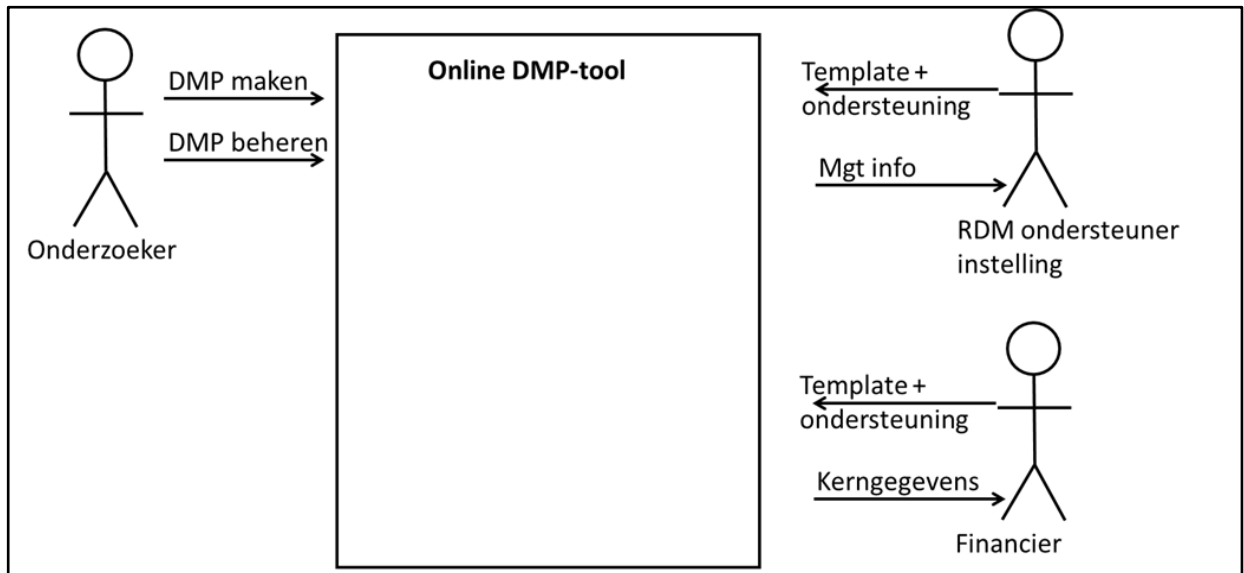 DMP maken
DMP beheren
Onderzoeker
Online DMP-tool
Template +
ondersteuning
Mgt info
RDM ondersteuner
instelling
Template +
ondersteuning
Kerngegevens
Financier